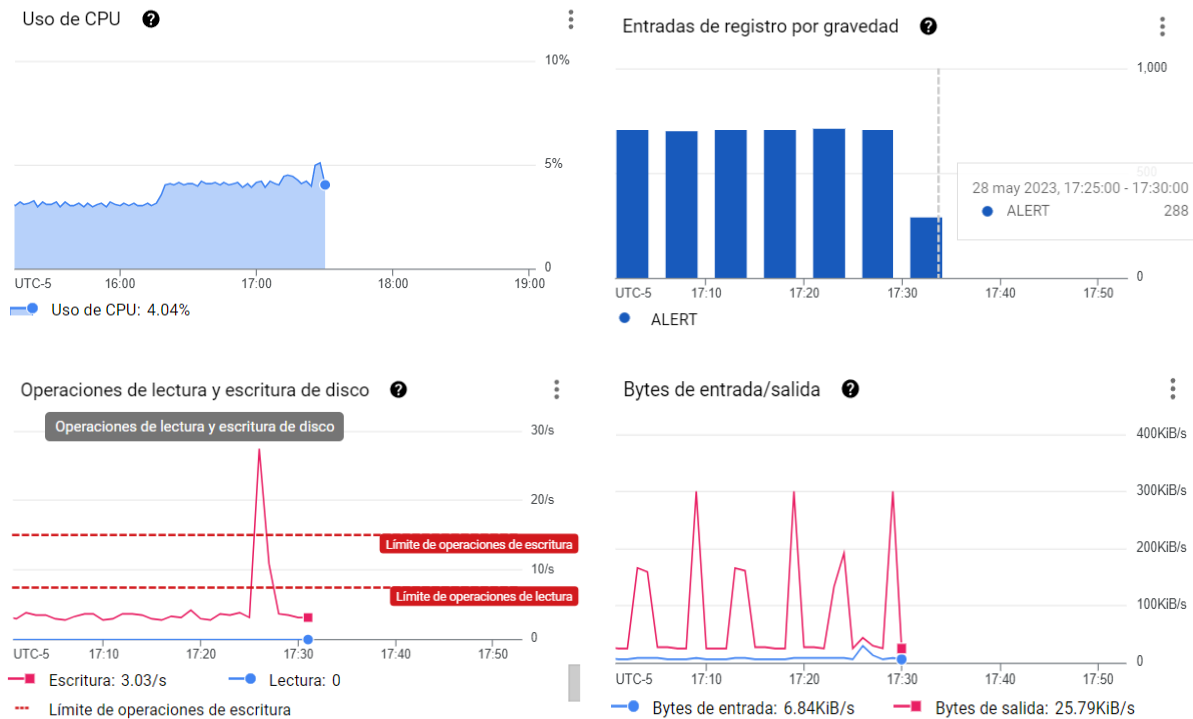 Uso de CPU
10%
5%
0
UTC-5 16:00 17:00 18:00 19:00
Uso de CPU: 4.04%
Entradas de registro por gravedad
1,000
500
28 may 2023, 17:25:00 - 17:30:00
ALERT 288
0
UTC-5 17:10 17:20 17:30 17:40 17:50
ALERT
Operaciones de lectura y escritura de disco
Operaciones de lectura y escritura de disco
30/s
20/s
Límite de operaciones de escritura
10/s
Límite de operaciones de lectura
0
UTC-5 17:10 17:20 17:30 17:40 17:50
Escritura: 3.03/s Lectura: 0
Límite de operaciones de escritura
Bytes de entrada/salida
400KiB/s
300KiB/s
200KiB/s
100KiB/s
0
UTC-5 17:10 17:20 17:30 17:40 17:50
Bytes de entrada: 6.84KiB/s Bytes de salida: 25.79KiB/s